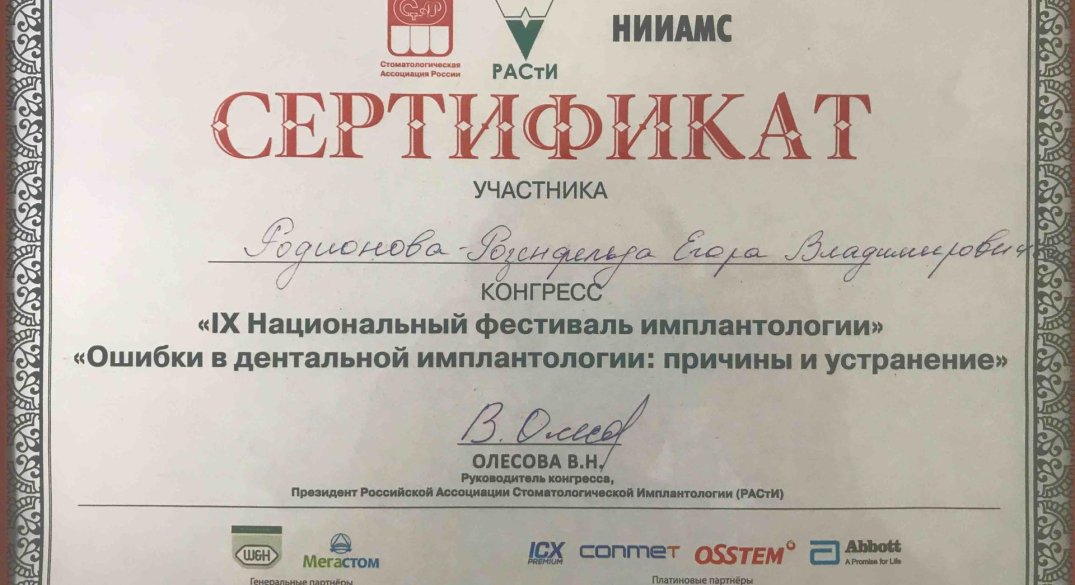 САР
Стоматологическая
Ассоциация России
РАСтИ
НИИАМС
СЕРТИФИКАТ
УЧАСТНИКА
Родионова-Розенфельда Егора Владимировича
КОНГРЕСС
«IX Национальный фестиваль имплантологии»
«Ошибки в дентальной имплантологии: причины и устранение»
В. Олесов
ОЛЕСОВА В.Н.
Руководитель конгресса,
Президент Российской Ассоциации Стоматологической Имплантологии (РАСтИ)
W&H Мегастом ICX PREMIUM conmet OSSTEM Abbott
A Promise for Life
Генеральные партнёры Платиновые партнёры